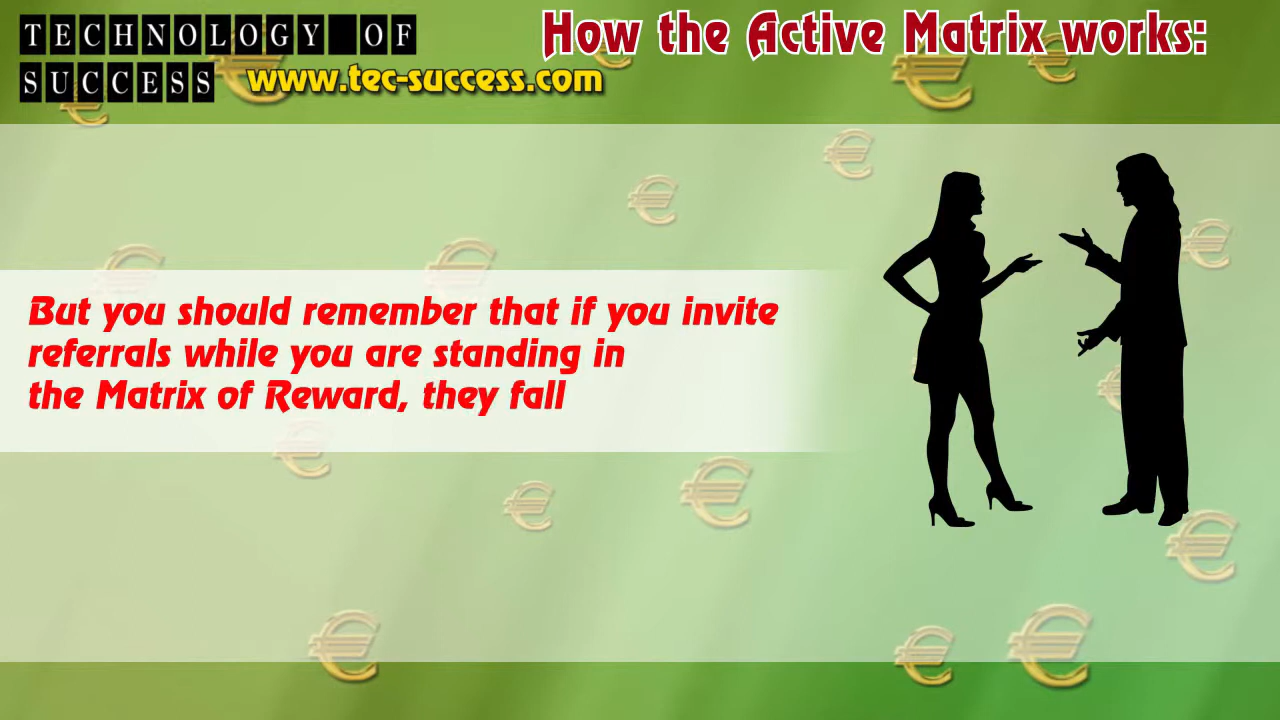 TECHNOLOGY OF
SUCCESS
www.tec-success.com
How the Active Matrix works:
But you should remember that if you invite
referrals while you are standing in
the Matrix of Reward, they fall